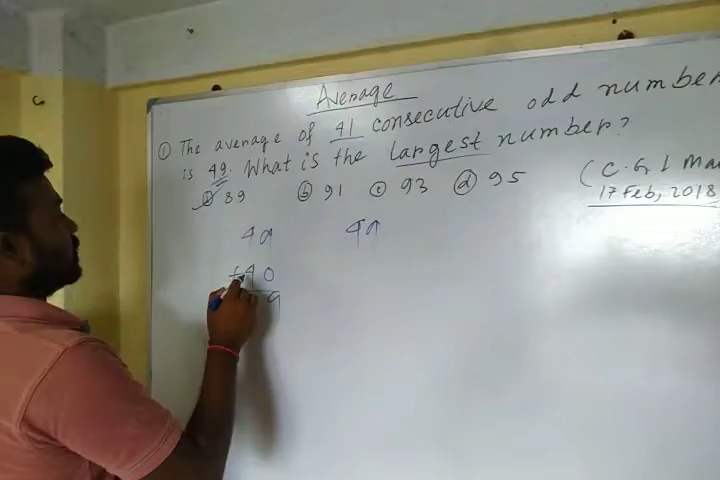 Average
① The average of 41 consecutive odd number
is 49. What is the largest number?
ⓐ 89 ⓑ 91 ⓒ 93 ⓓ 95
(C.G.L
17 Feb, 2018
49 49
+40
9